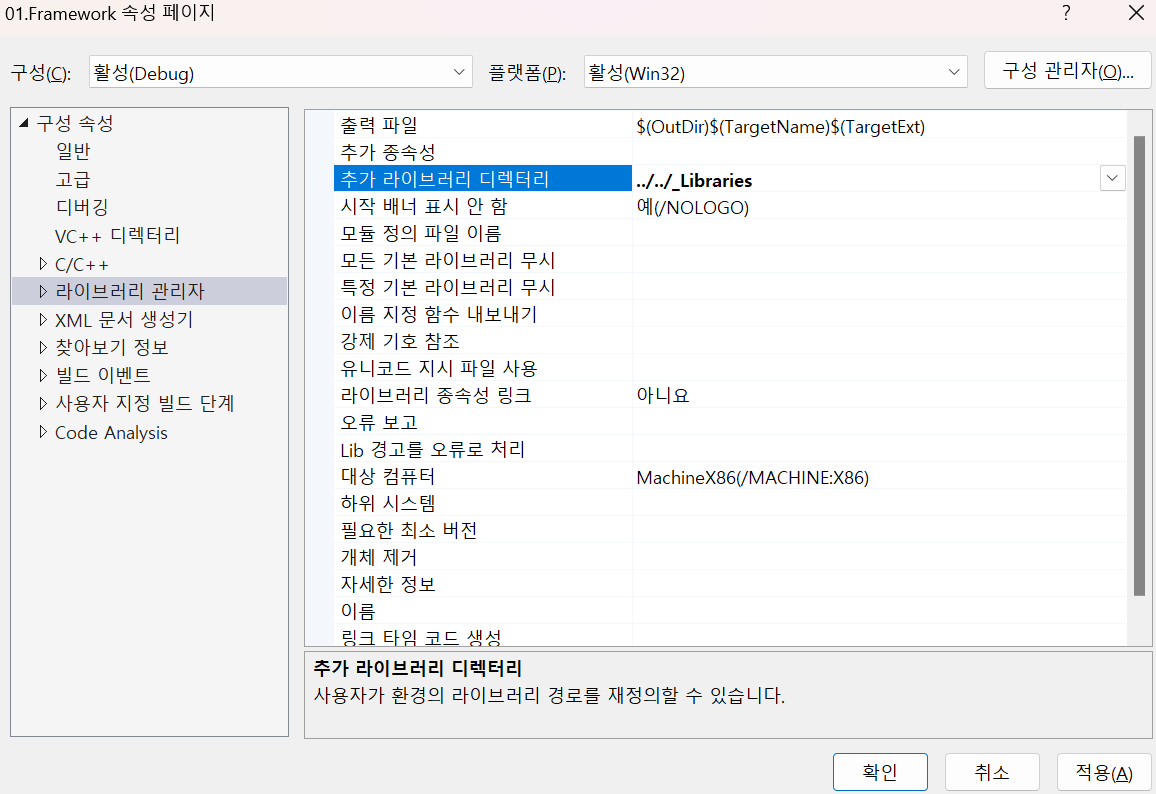 01.Framework 속성 페이지
?
구성(C): 활성(Debug) 플랫폼(P): 활성(Win32) 구성 관리자(O)...
구성 속성
일반
고급
디버깅
VC++ 디렉터리
C/C++
라이브러리 관리자
XML 문서 생성기
찾아보기 정보
빌드 이벤트
사용자 지정 빌드 단계
Code Analysis
출력 파일 $(OutDir)$(TargetName)$(TargetExt)
추가 종속성
추가 라이브러리 디렉터리 ../../_Libraries
시작 배너 표시 안 함 예(/NOLOGO)
모듈 정의 파일 이름
모든 기본 라이브러리 무시
특정 기본 라이브러리 무시
이름 지정 함수 내보내기
강제 기호 참조
유니코드 지시 파일 사용
라이브러리 종속성 링크 아니요
오류 보고
Lib 경고를 오류로 처리
대상 컴퓨터 MachineX86(/MACHINE:X86)
하위 시스템
필요한 최소 버전
개체 제거
자세한 정보
이름
링크 타임 코드 생성
추가 라이브러리 디렉터리
사용자가 환경의 라이브러리 경로를 재정의할 수 있습니다.
확인 취소 적용(A)